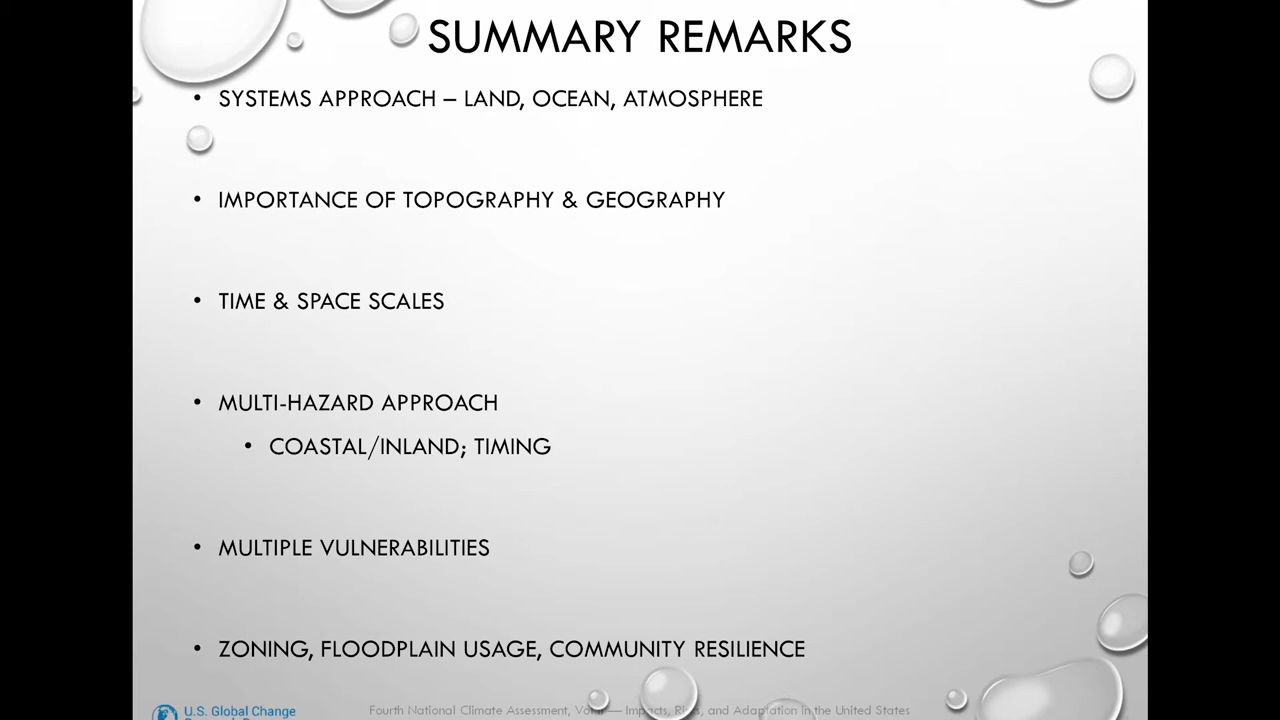 SUMMARY REMARKS
• SYSTEMS APPROACH – LAND, OCEAN, ATMOSPHERE
• IMPORTANCE OF TOPOGRAPHY & GEOGRAPHY
• TIME & SPACE SCALES
• MULTI-HAZARD APPROACH
• COASTAL/INLAND; TIMING
• MULTIPLE VULNERABILITIES
• ZONING, FLOODPLAIN USAGE, COMMUNITY RESILIENCE
U.S. Global Change
Fourth National Climate Assessment, — Impacts, and Adaptation in the United States